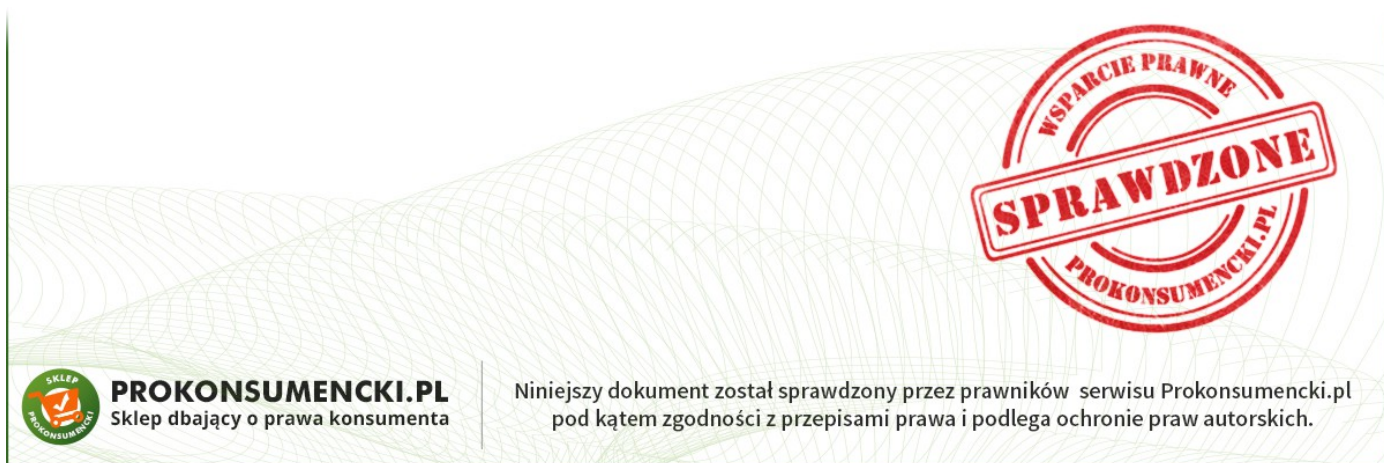 WSPARCIE PRAWNE
SPRAWDZONE
PROKONSUMENCKI.PL
SKLEP
PROKONSUMENCKI
PROKONSUMENCKI.PL
Sklep dbający o prawa konsumenta
Niniejszy dokument został sprawdzony przez prawników serwisu Prokonsumencki.pl
pod kątem zgodności z przepisami prawa i podlega ochronie praw autorskich.